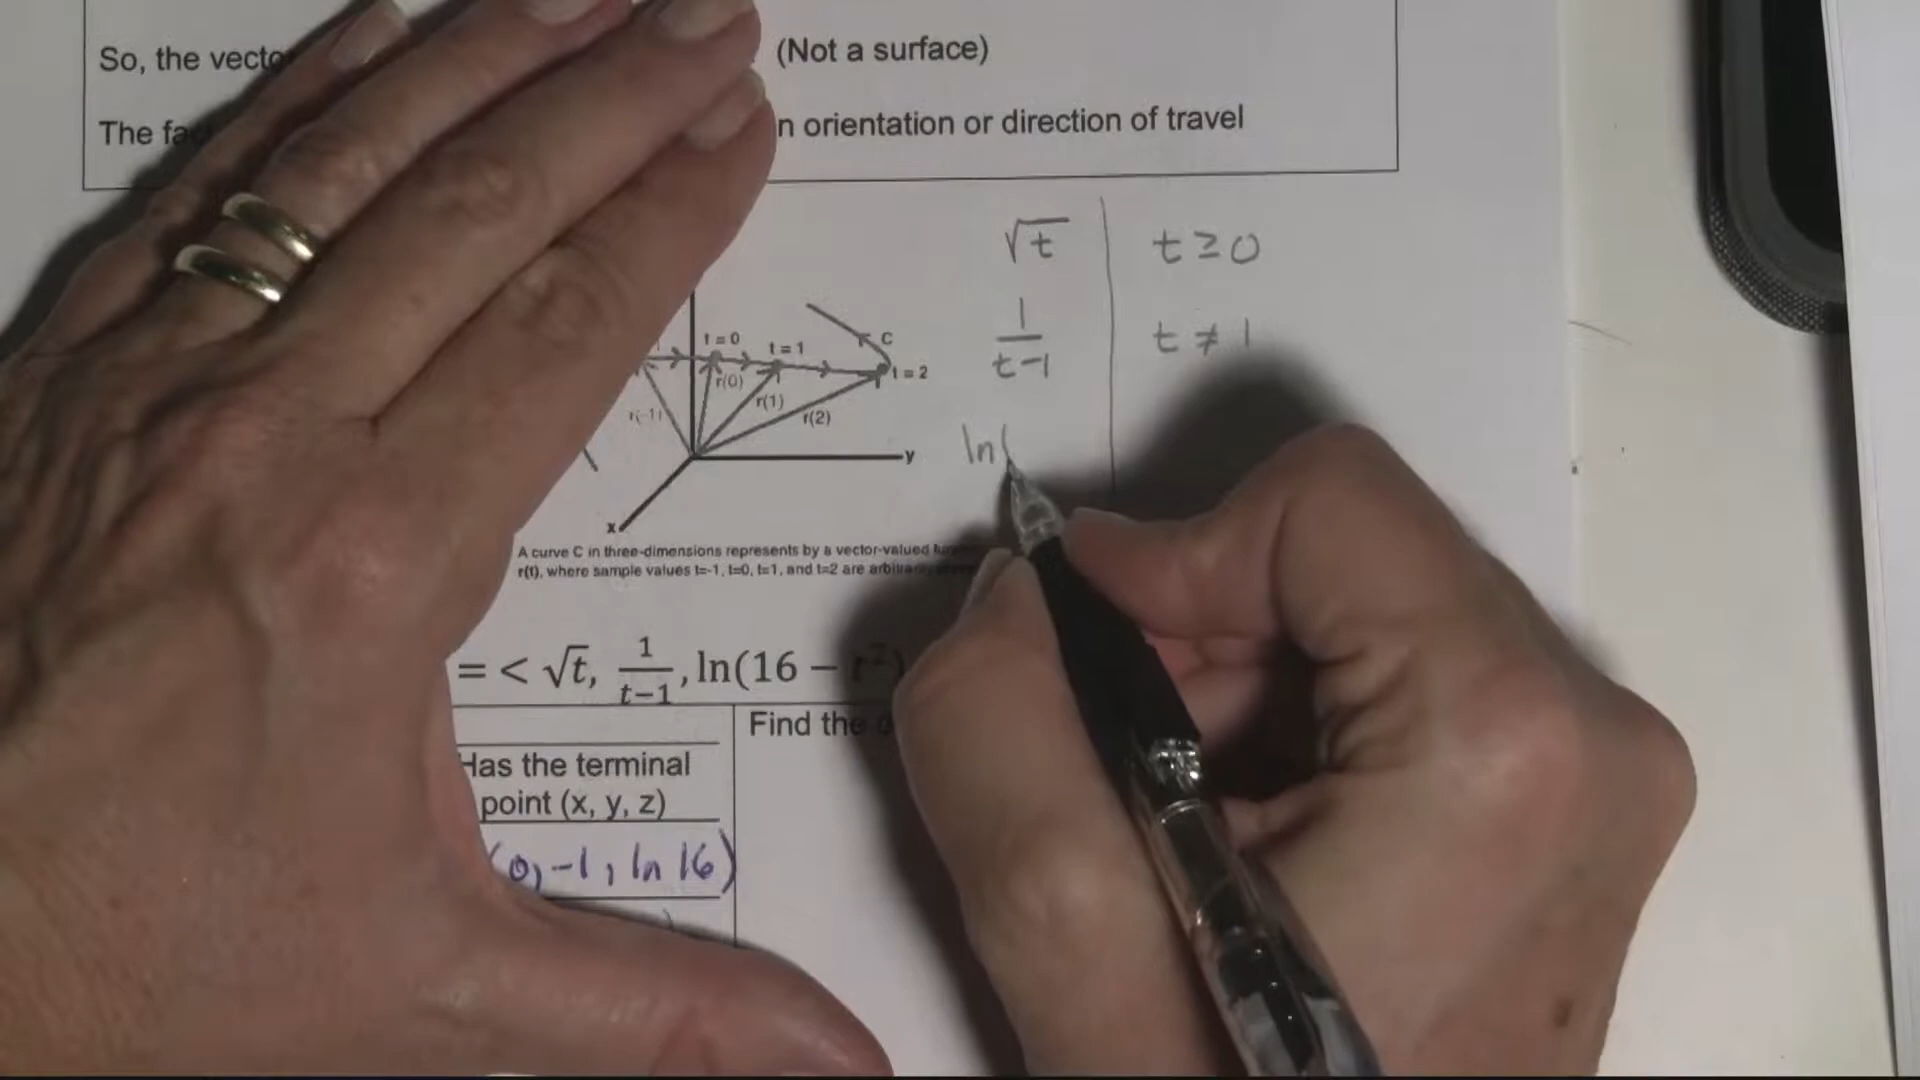 So, the vector (Not a surface)
The n orientation or direction of travel
√t t ≥ 0
1/(t-1) t ≠ 1
ln(
t=0
t=1
C
t=2
r(0)
r(-1)
r(1)
r(2)
y
x
A curve C in three-dimensions represents by a vector-valued
r(t), where sample values t=-1, t=0, t=1, and t=2 are
= < √t, 1/(t−1), ln(16 −
Find the
Has the terminal
point (x, y, z)
(0, -1, ln 16)